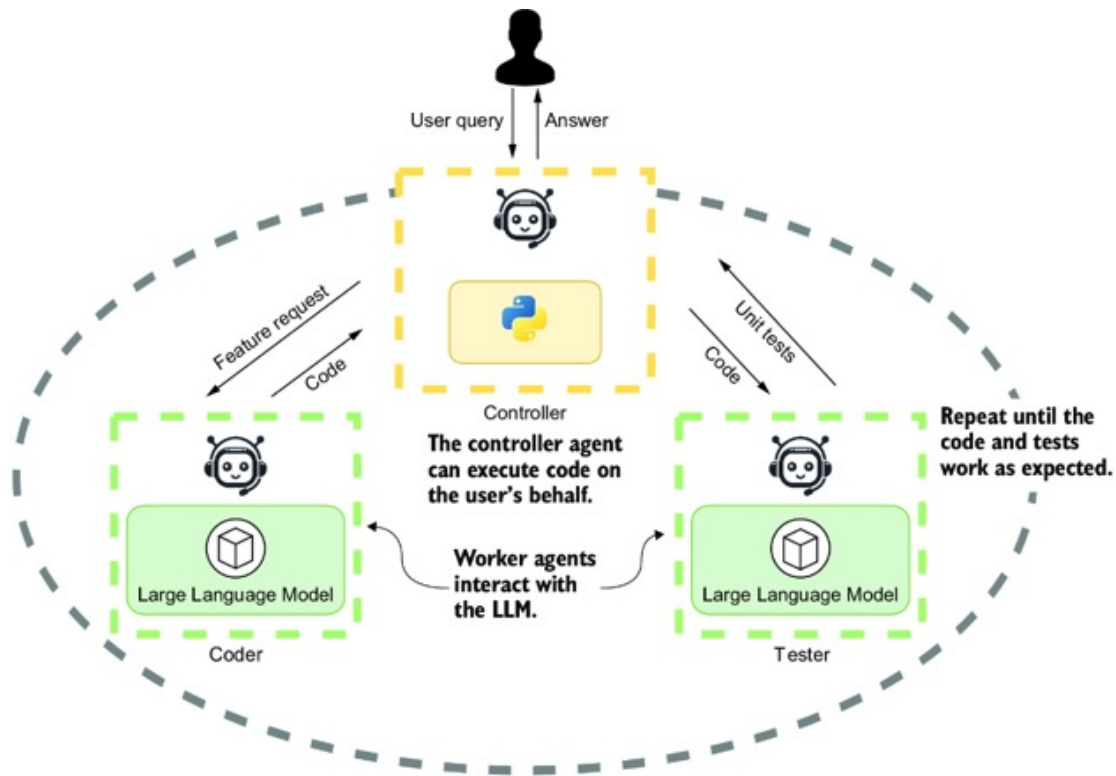 User query
Answer
Feature request
Code
Unit tests
Code
Controller
The controller agent
can execute code on
the user's behalf.
Repeat until the
code and tests
work as expected.
Worker agents
interact with
the LLM.
Large Language Model
Large Language Model
Coder
Tester